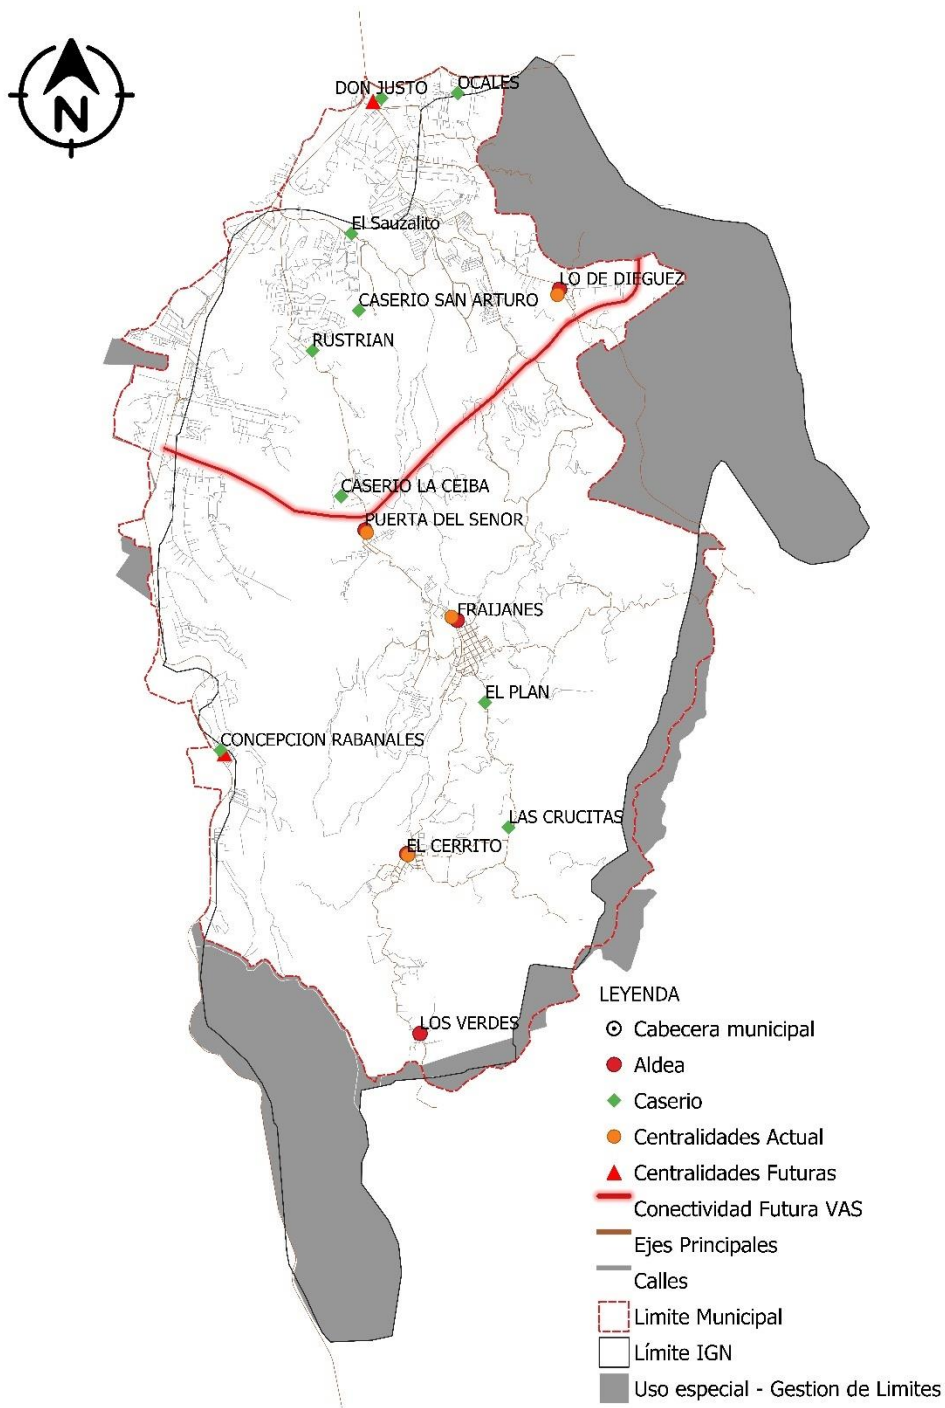 N
DON JUSTO
OCALES
El Sauzalito
LO DE DIEGUEZ
CASERIO SAN ARTURO
RUSTRIAN
CASERIO LA CEIBA
PUERTA DEL SENOR
FRAIJANES
EL PLAN
CONCEPCION RABANALES
LAS CRUCITAS
EL CERRITO
LOS VERDES
LEYENDA
Cabecera municipal
Aldea
Caserio
Centralidades Actual
Centralidades Futuras
Conectividad Futura VAS
Ejes Principales
Calles
Limite Municipal
Límite IGN
Uso especial - Gestion de Limites